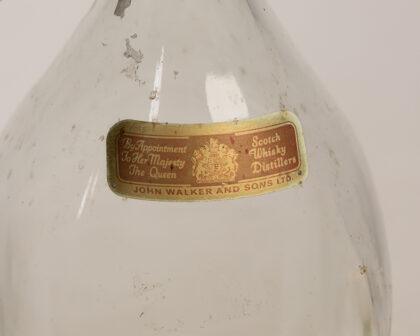 By Appointment
To Her Majesty
The Queen
Scotch
Whisky
Distillers
JOHN WALKER AND SONS LTD.